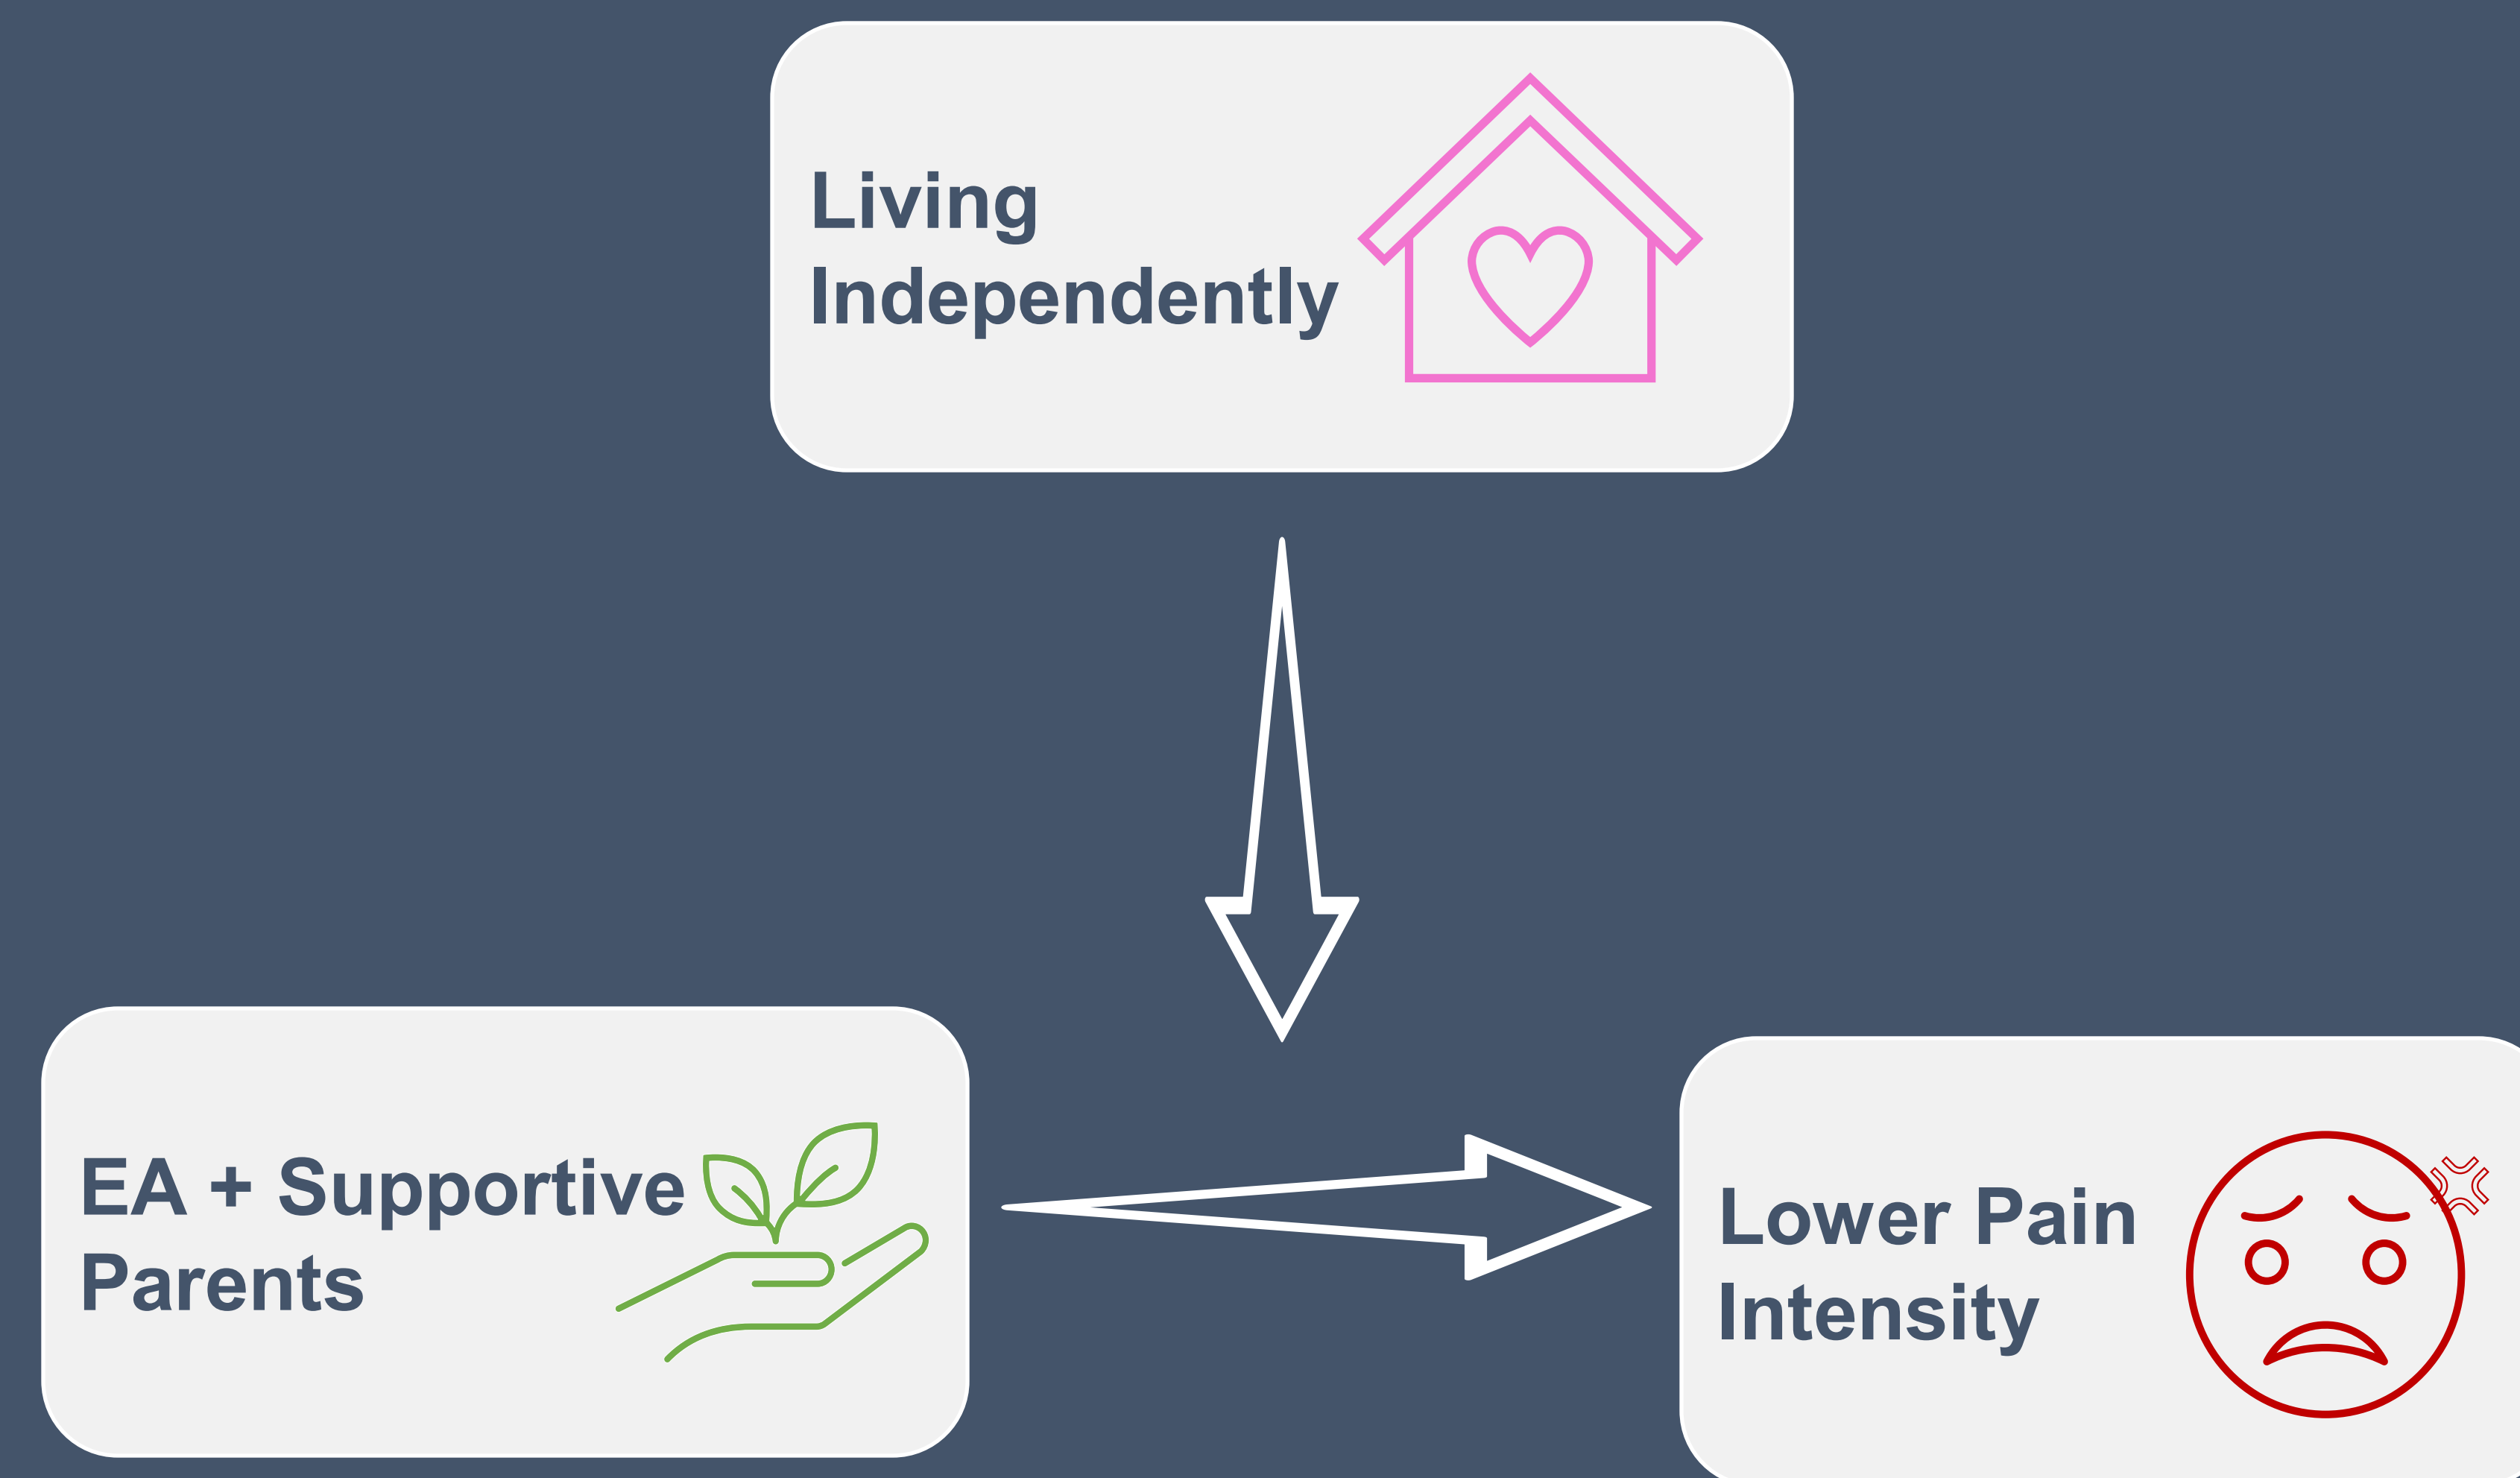 Living
Independently
EA + Supportive
Parents
Lower Pain
Intensity